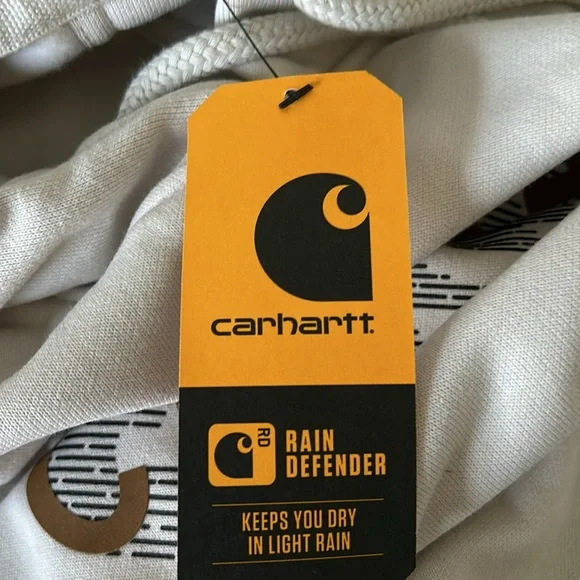 carhartt.
RD
RAIN
DEFENDER
KEEPS YOU DRY
IN LIGHT RAIN